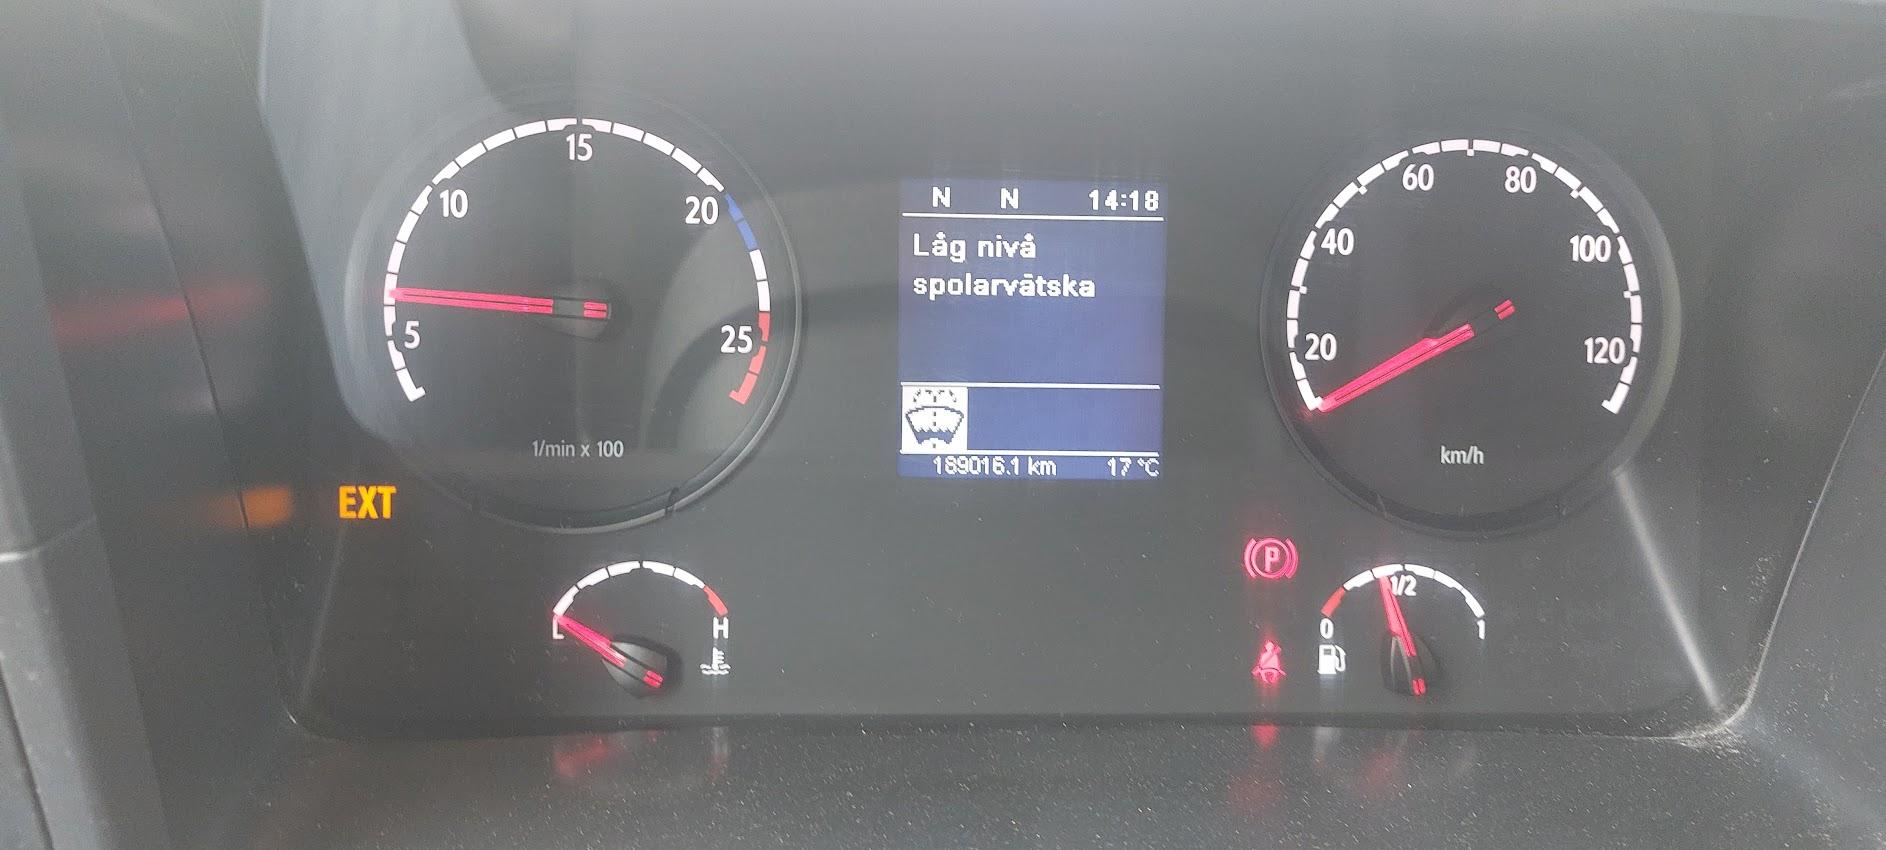 5
10
15
20
25
1/min x 100
EXT
L
H
N N 14:18
Låg nivå
spolarvätska
189016.1 km 17 °C
20
40
60
80
100
120
km/h
P
0
1/2
1